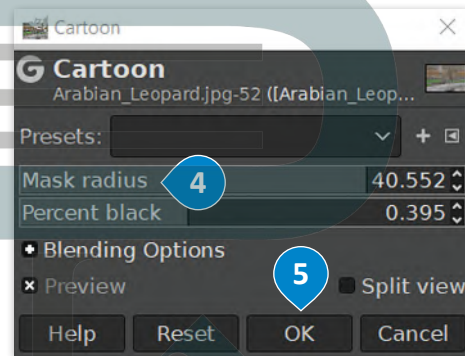 Cartoon
G Cartoon
Arabian_Leopard.jpg-52 ([Arabian_Leop...
Presets:
Mask radius 4 40.552
Percent black 0.395
Blending Options
Preview 5 Split view
Help Reset OK Cancel